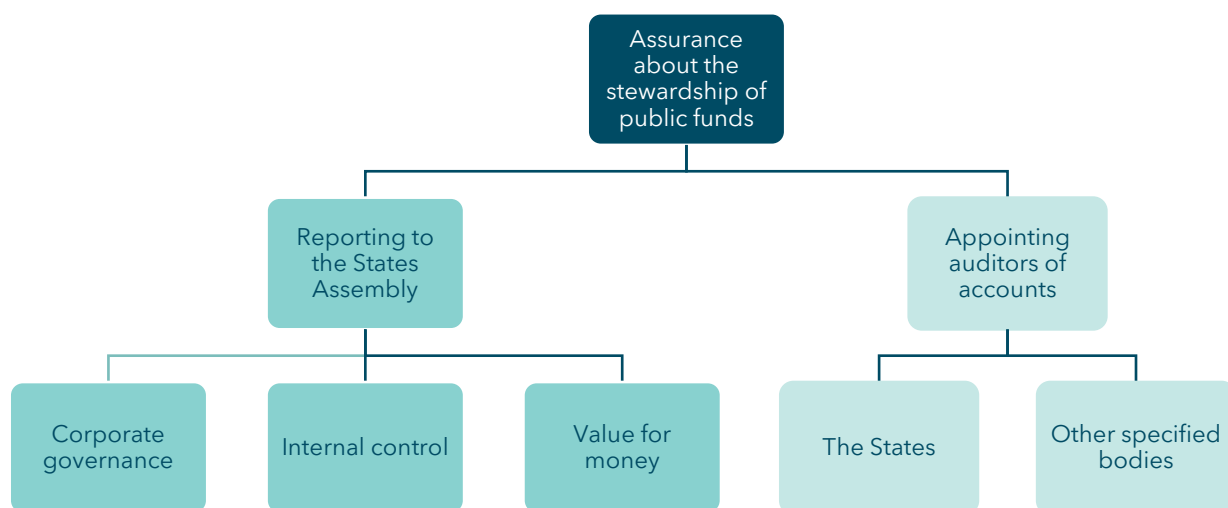 Assurance
about the
stewardship of
public funds
Reporting to
the States
Assembly
Appointing
auditors of
accounts
Corporate
governance
Internal control
Value for
money
The States
Other specified
bodies